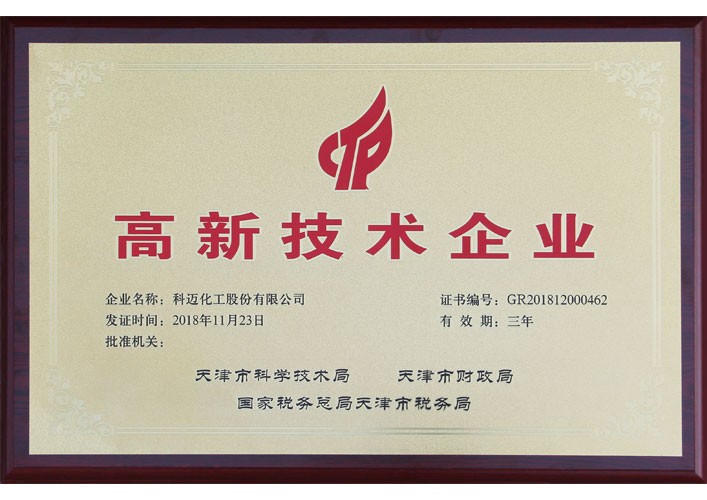 CTP
高新技术企业
企业名称：科迈化工股份有限公司
证书编号：GR201812000462
发证时间：2018年11月23日
有 效 期：三年
批准机关：
天津市科学技术局 天津市财政局
国家税务总局天津市税务局